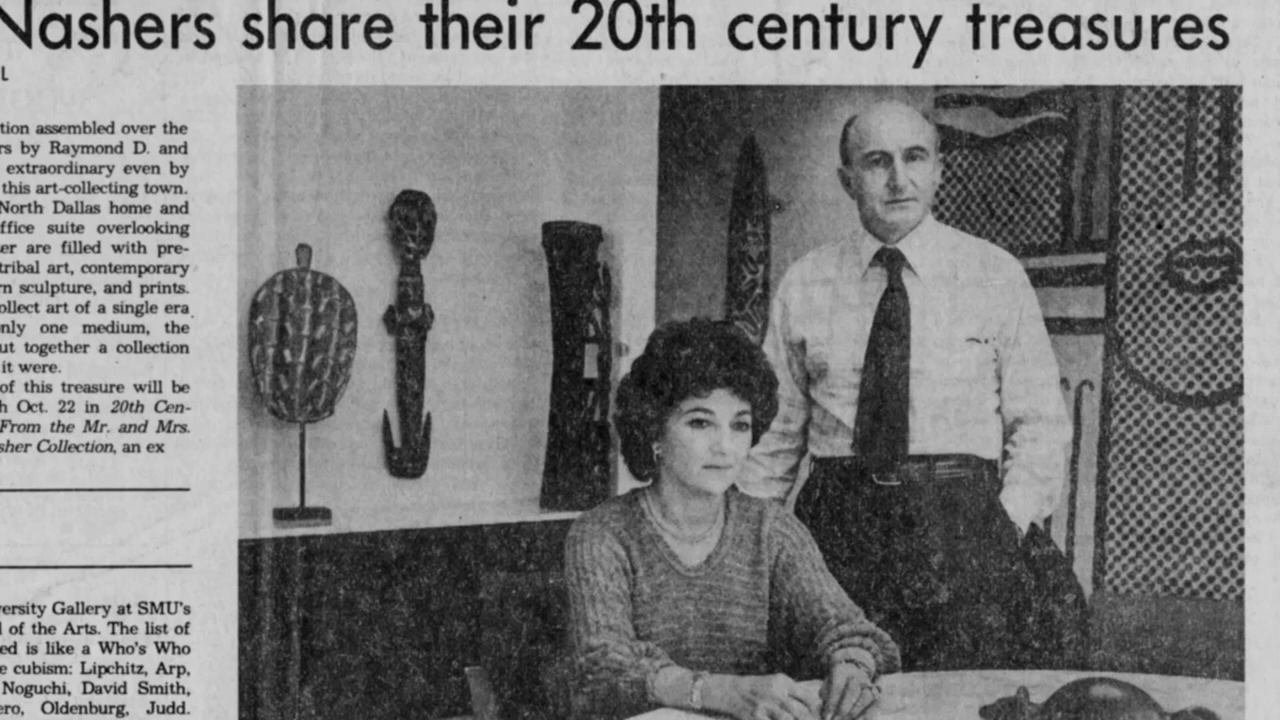 Nashers share their 20th century treasures
L
tion assembled over the
rs by Raymond D. and
extraordinary even by
this art-collecting town.
North Dallas home and
ffice suite overlooking
er are filled with pre-
tribal art, contemporary
rn sculpture, and prints.
ollect art of a single era
nly one medium, the
ut together a collection
it were.
of this treasure will be
h Oct. 22 in 20th Cen-
From the Mr. and Mrs.
sher Collection, an ex
versity Gallery at SMU's
l of the Arts. The list of
ed is like a Who's Who
e cubism: Lipchitz, Arp,
Noguchi, David Smith,
ero, Oldenburg, Judd.